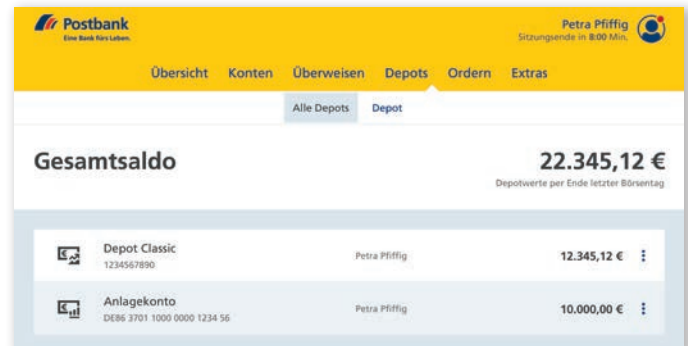 Postbank
Eine Bank fürs Leben.
Petra Pfiffig
Sitzungsende in 8:00 Min.
Übersicht Konten Überweisen Depots Ordern Extras
Alle Depots Depot
Gesamtsaldo
22.345,12 €
Depotwerte per Ende letzter Börsentag
Depot Classic
1234567890
Petra Pfiffig
12.345,12 €
Anlagekonto
DE86 3701 1000 0000 1234 56
Petra Pfiffig
10.000,00 €